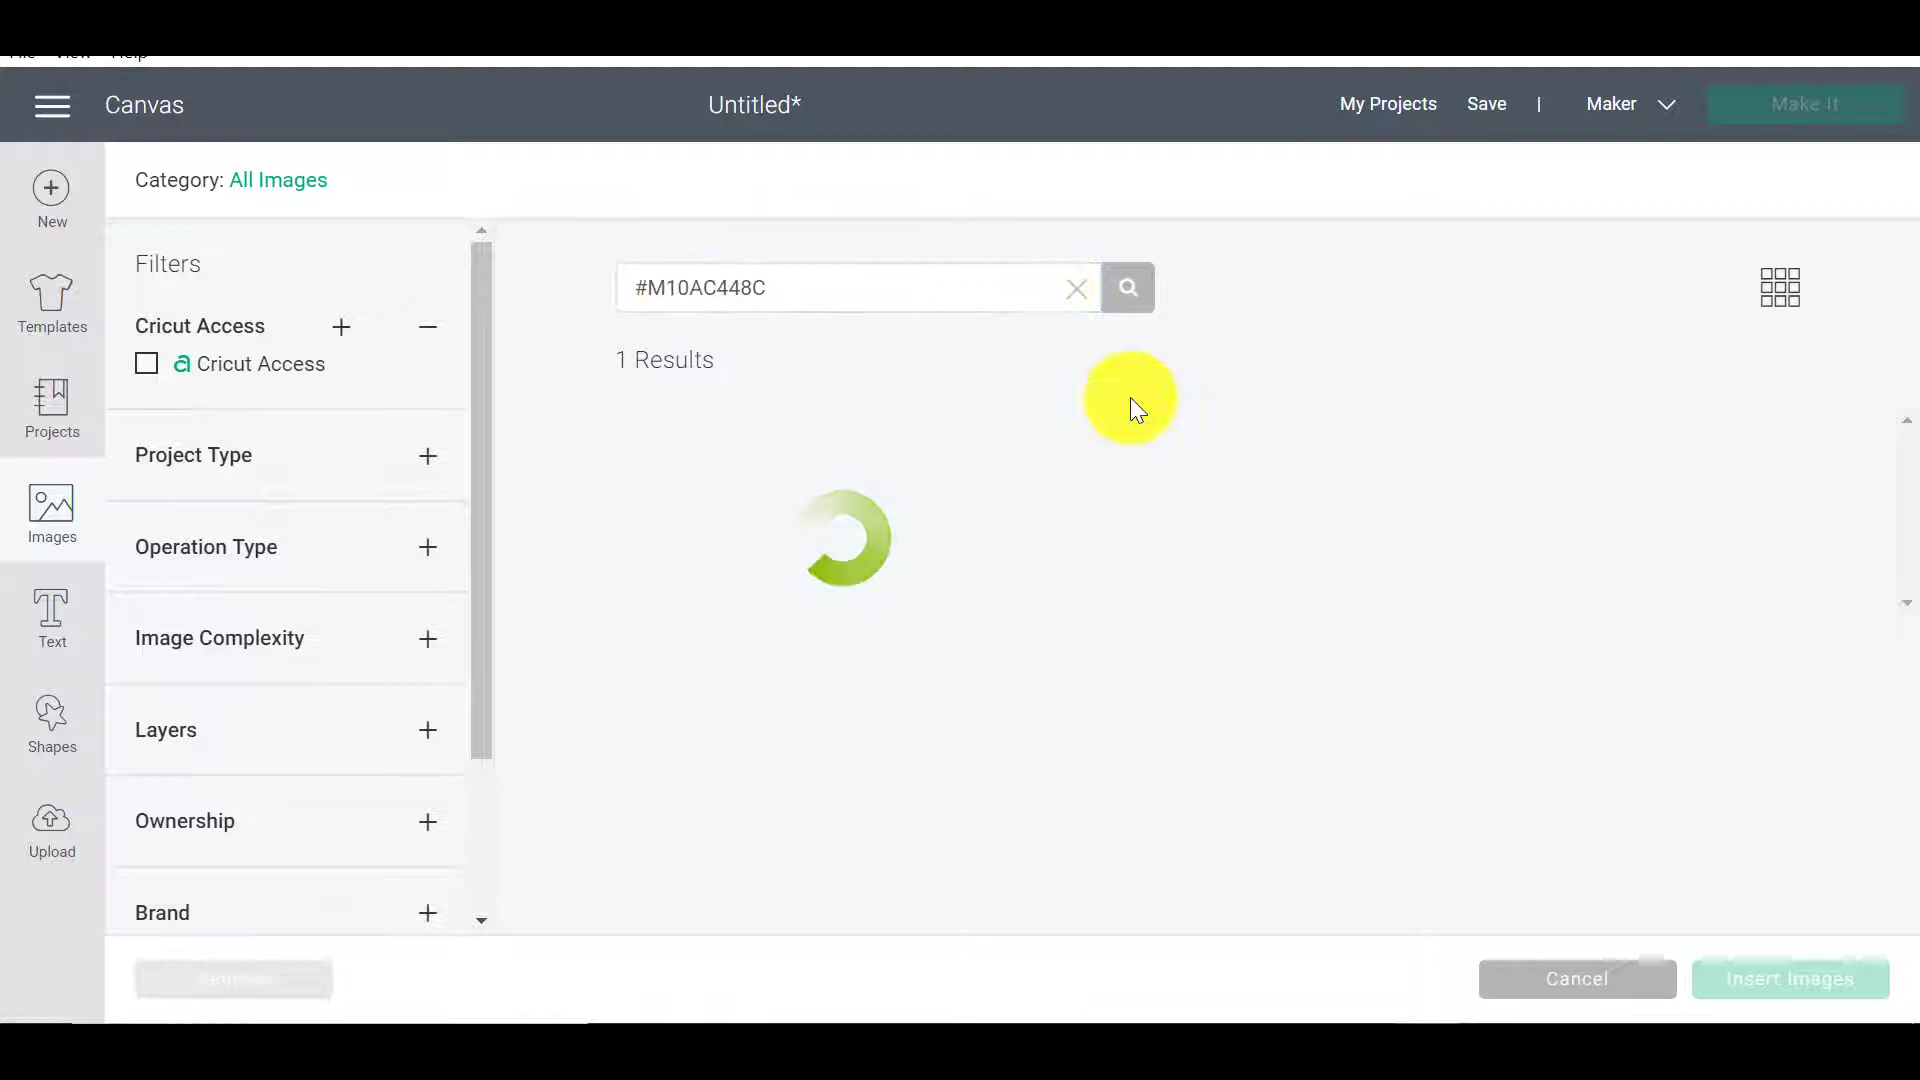 Canvas
Untitled*
My Projects Save | Maker
Make It
New
Templates
Projects
Images
Text
Shapes
Upload
Category: All Images
Filters
Cricut Access + −
a Cricut Access
Project Type +
Operation Type +
Image Complexity +
Layers +
Ownership +
Brand +
#M10AC448C
1 Results
Cancel
Insert Images